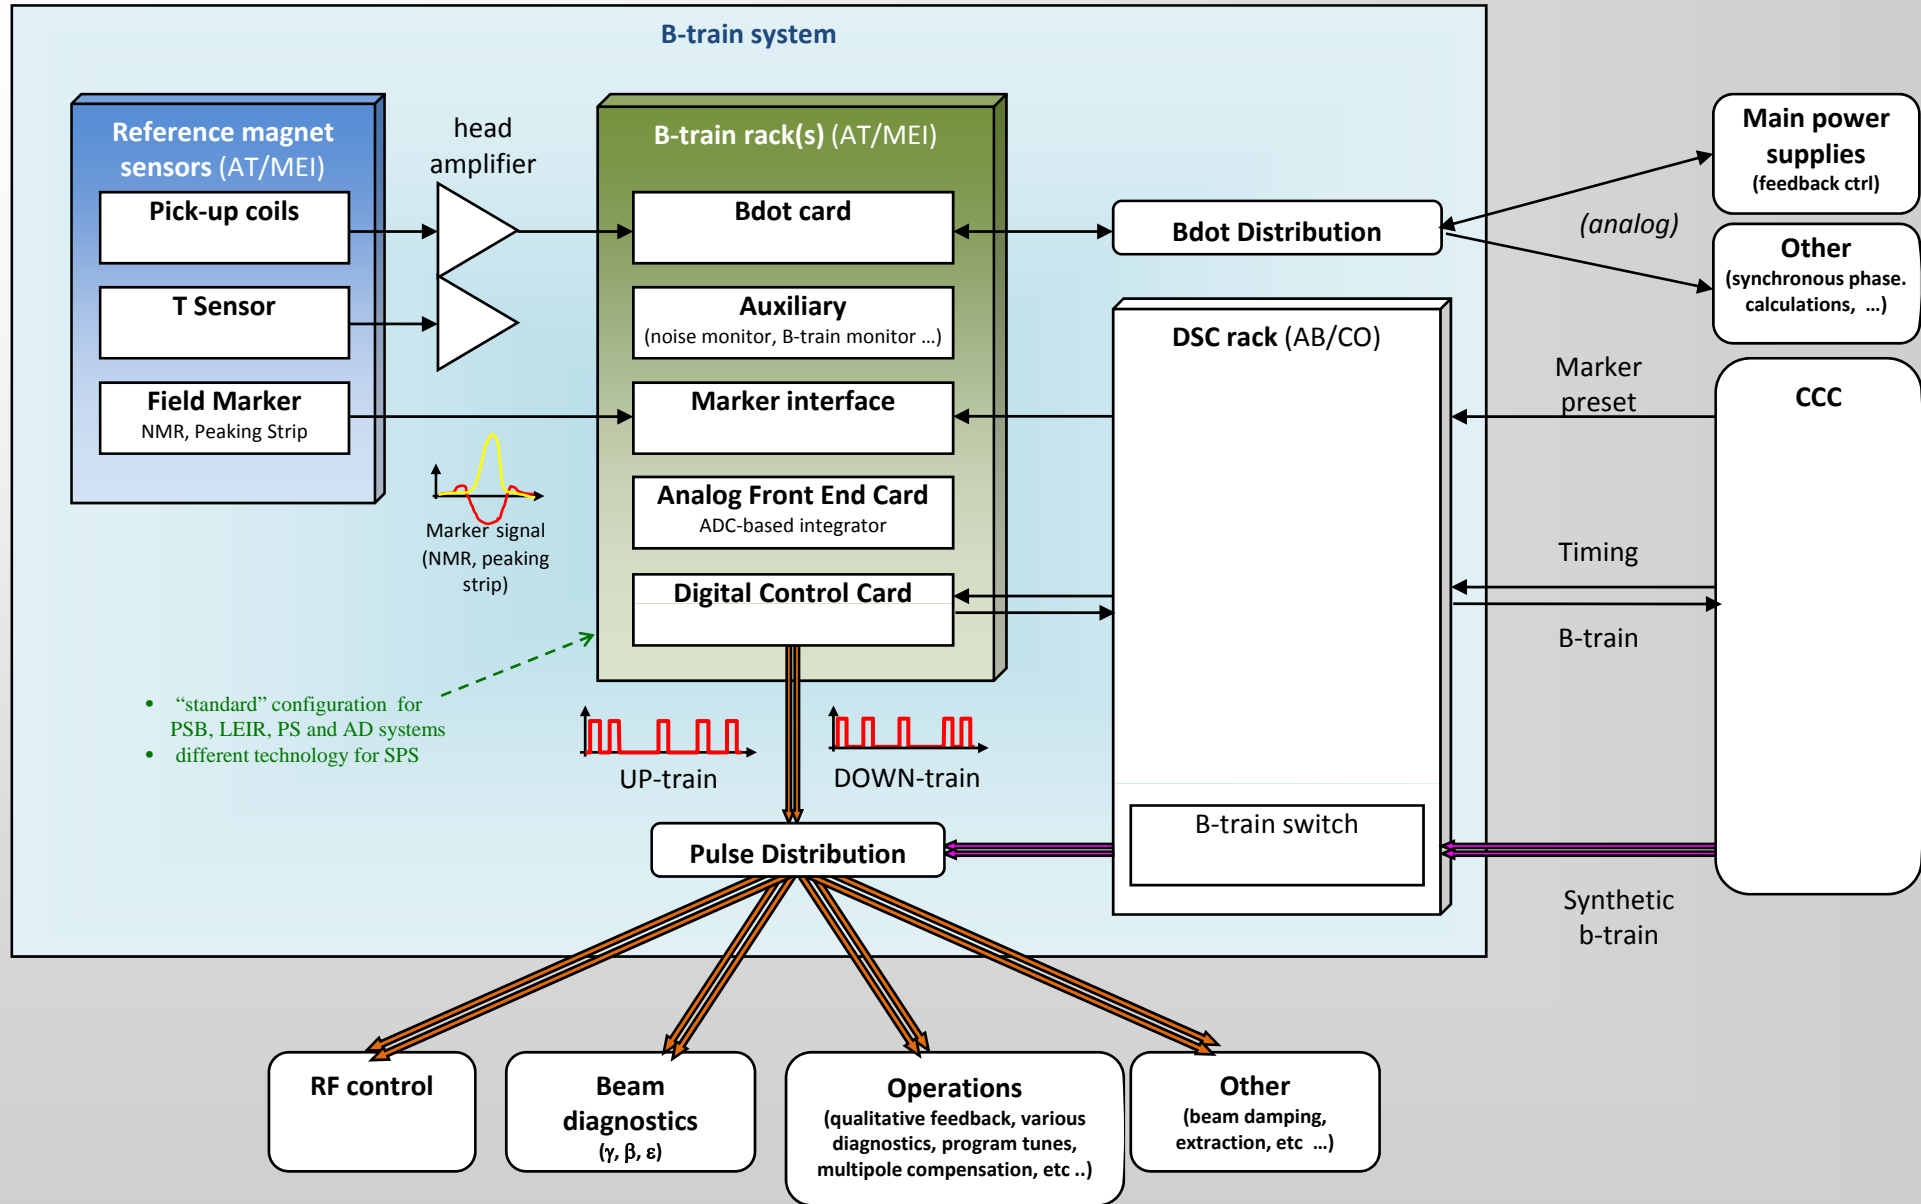 B-train system
Reference magnet
sensors (AT/MEI)
Pick-up coils
T Sensor
Field Marker
NMR, Peaking Strip
head
amplifier
Marker signal
(NMR, peaking
strip)
B-train rack(s) (AT/MEI)
Bdot card
Auxiliary
(noise monitor, B-train monitor ...)
Marker interface
Analog Front End Card
ADC-based integrator
Digital Control Card
• “standard” configuration for
PSB, LEIR, PS and AD systems
• different technology for SPS
UP-train
DOWN-train
Pulse Distribution
Bdot Distribution
DSC rack (AB/CO)
B-train switch
(analog)
Main power
supplies
(feedback ctrl)
Other
(synchronous phase.
calculations, ...)
Marker
preset
CCC
Timing
B-train
Synthetic
b-train
RF control
Beam
diagnostics
(γ, β, ε)
Operations
(qualitative feedback, various
diagnostics, program tunes,
multipole compensation, etc ..)
Other
(beam damping,
extraction, etc ...)